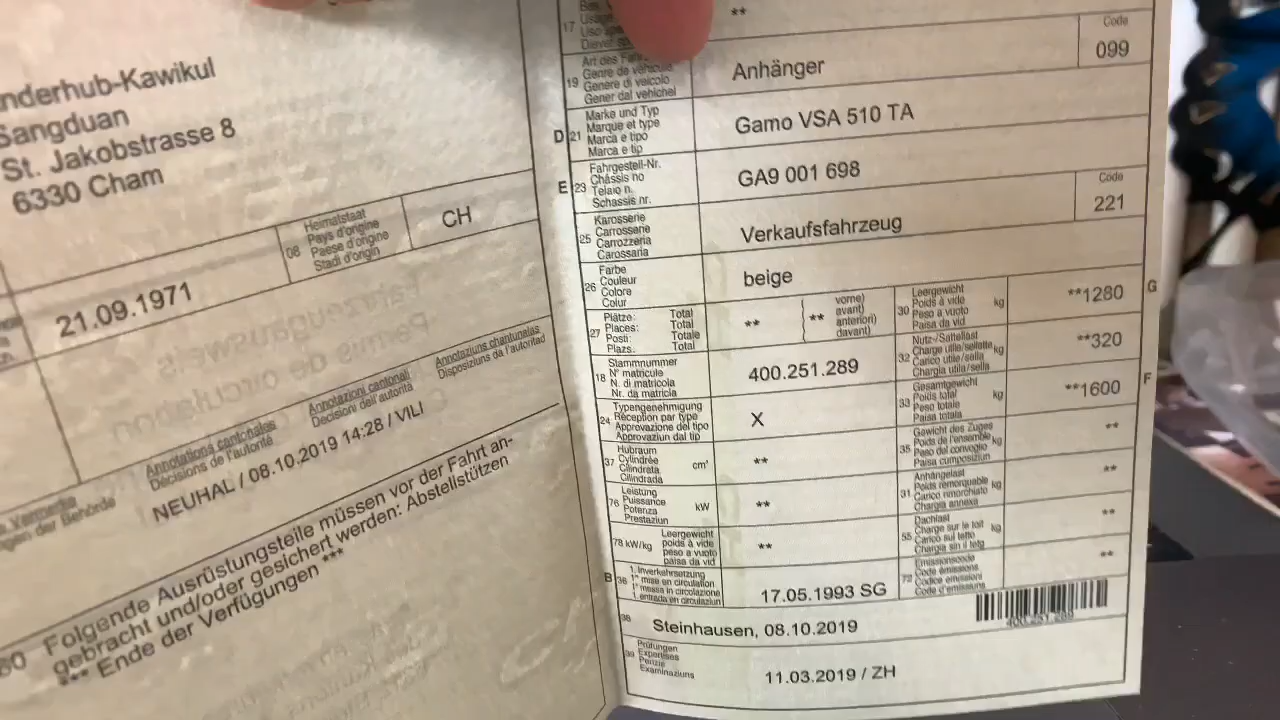 nderhub-Kawikul
Sangduan
St. Jakobstrasse 8
6330 Cham
08 Heimatstaat
Pays d'origine
Paese d'origine
Stadi d'origin
CH
21.09.1971
Annotations cantonales
Décisions de l'autorité
Annotazioni cantonali
Decisioni dell'autorità
Annotaziuns chantunalas
Disposiziuns da l'autoritad
NEUHAL / 08.10.2019 14:28 / VILI
Folgende Ausrüstungsteile müssen vor der Fahrt an-
gebracht und/oder gesichert werden: Abstellstützen
*** Ende der Verfügungen ***
17
**
19 Art des
Genre de véhicule
Genere di veicolo
Gener dal vehichel
Anhänger
Code
099
D 21 Marke und Typ
Marque et type
Marca e tipo
Marca e tip
Gamo VSA 510 TA
E 23 Fahrgestell-Nr.
Châssis no
Telaio n.
Schassis nr.
GA9 001 698
25 Karosserie
Carrosserie
Carrozzeria
Carossaria
Verkaufsfahrzeug
Code
221
26 Farbe
Couleur
Colore
Colur
beige
27 Plätze: Total
Places: Total
Posti: Totale
Plazs: Total
** ** vorne)
avant)
anteriori)
davant)
30 Leergewicht
Poids à vide
Peso a vuoto
Paisa da vid
kg
**1280 G
18 Stammnummer
N° matricule
N. di matricola
Nr. da matricla
400.251.289
32 Nutz-/Sattellast
Charge utile/sellette
Carico utile/sella
Chargia utila/sella
kg
**320
24 Typengenehmigung
Réception par type
Approvazione del tipo
Approvaziun dal tip
X
33 Gesamtgewicht
Poids total
Peso totale
Paisa totala
kg
**1600 F
37 Hubraum
Cylindrée
Cilindrata
Cilindrada
cm³
**
35 Gewicht des Zuges
Poids de l'ensemble
Peso del convoglio
Paisa cumposiziun
kg
**
76 Leistung
Puissance
Potenza
Prestaziun
kW
**
31 Anhängelast
Poids remorquable
Carico rimorchiato
Chargia annexa
kg
**
78 kW/kg Leergewicht
poids à vide
peso a vuoto
paisa da vid
**
55 Dachlast
Charge sur le toit
Carico sul tetto
Chargia sin il tetg
kg
**
B 36 1. Inverkehrsetzung
1re mise en circulation
1a messa in circolazione
1. entrada en circulaziun
17.05.1993 SG
72 Emissionscode
Code émissions
Codice emissioni
Code d'emissiuns
**
400.251.289
38 Steinhausen, 08.10.2019
39 Prüfungen
Expertises
Perizie
Examinaziuns
11.03.2019 / ZH